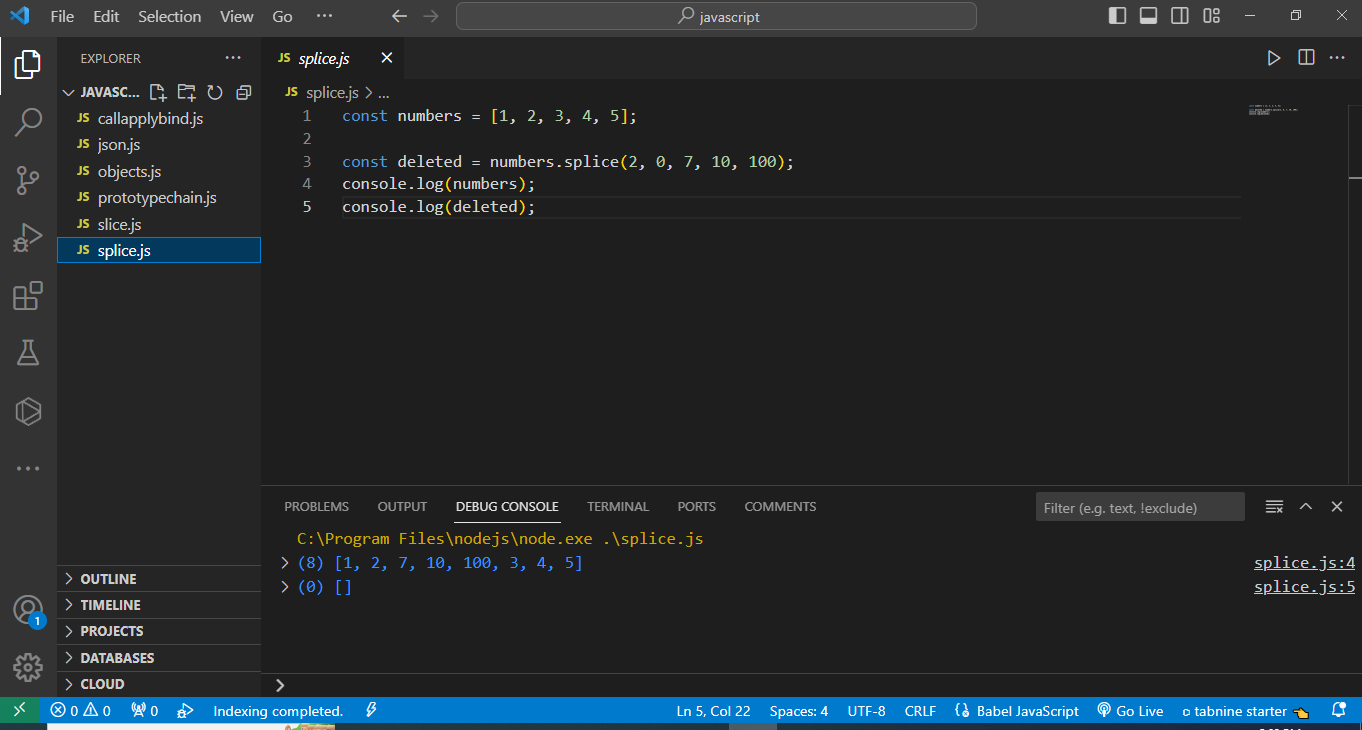 File Edit Selection View Go ··· javascript
EXPLORER ···
JAVASC...
JS callapplybind.js
JS json.js
JS objects.js
JS prototypechain.js
JS slice.js
JS splice.js
OUTLINE
TIMELINE
PROJECTS
DATABASES
CLOUD
JS splice.js
JS splice.js > ...
1 const numbers = [1, 2, 3, 4, 5];
2
3 const deleted = numbers.splice(2, 0, 7, 10, 100);
4 console.log(numbers);
5 console.log(deleted);
PROBLEMS OUTPUT DEBUG CONSOLE TERMINAL PORTS COMMENTS Filter (e.g. text, !exclude)
C:\Program Files\nodejs\node.exe .\splice.js
> (8) [1, 2, 7, 10, 100, 3, 4, 5] splice.js:4
> (0) [] splice.js:5
>
1
0 0 0 Indexing completed. Ln 5, Col 22 Spaces: 4 UTF-8 CRLF Babel JavaScript Go Live tabnine starter